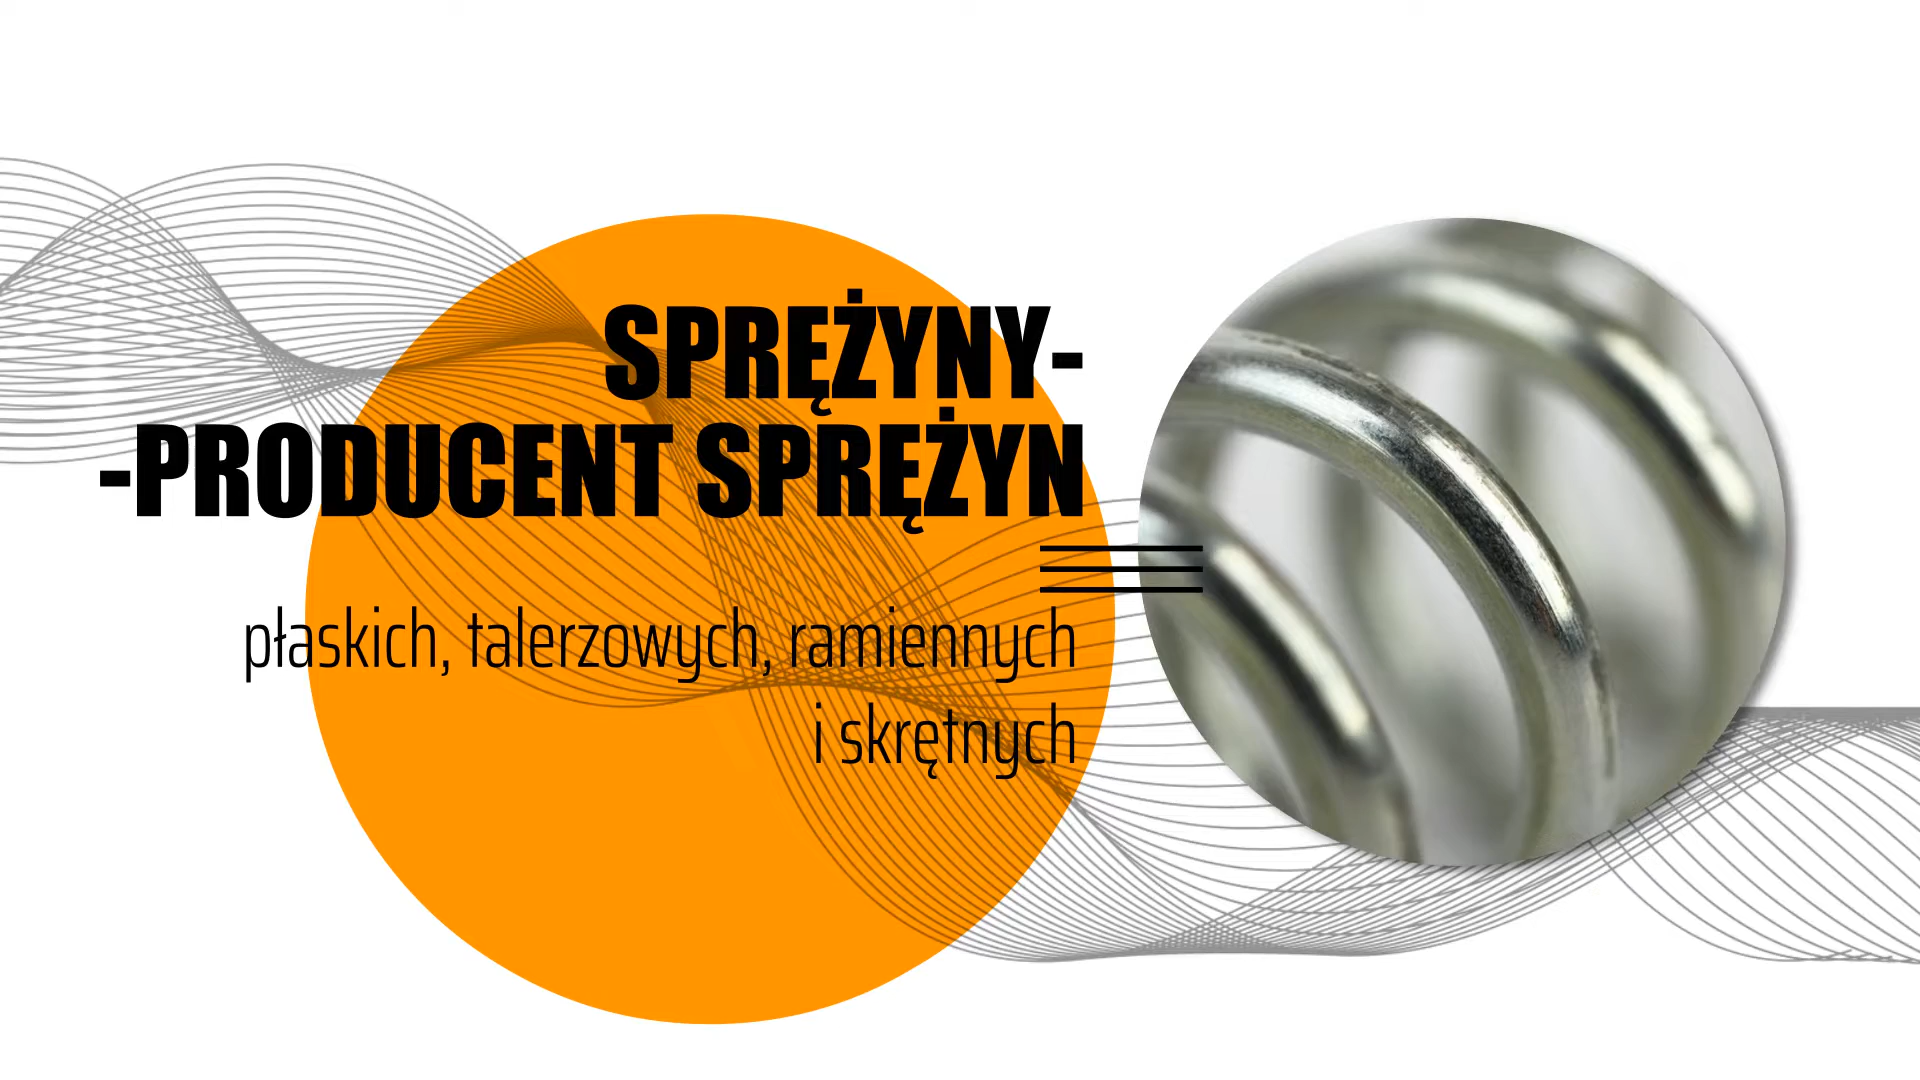 SPRĘŻYNY-
-PRODUCENT SPRĘŻYN
płaskich, talerzowych, ramiennych
i skrętnych